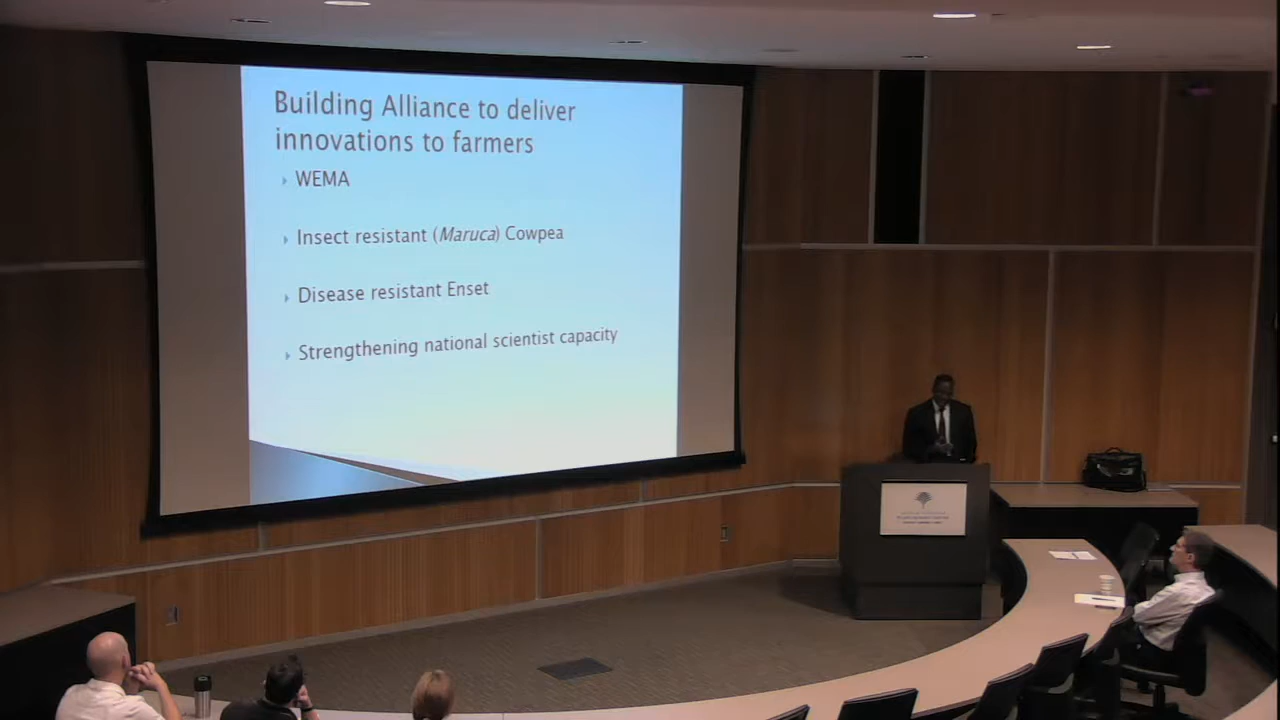 Building Alliance to deliver
innovations to farmers
WEMA
Insect resistant (Maruca) Cowpea
Disease resistant Enset
Strengthening national scientist capacity